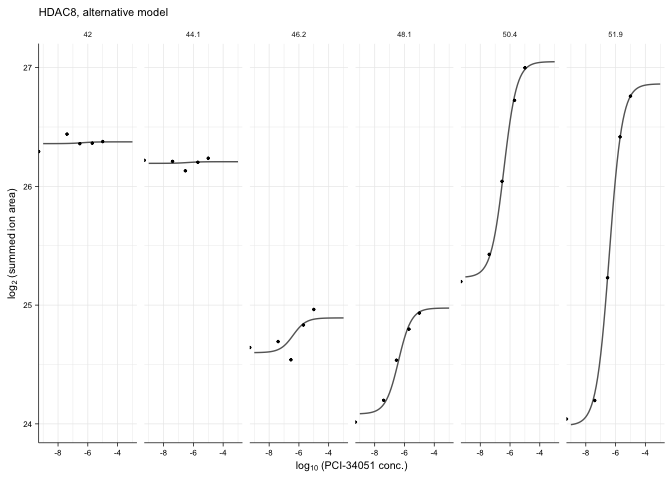 HDAC8, alternative model
42 44.1 46.2 48.1 50.4 51.9
27
26
25
24
log2 (summed ion area)
-8 -6 -4 -8 -6 -4 -8 -6 -4 -8 -6 -4 -8 -6 -4 -8 -6 -4
log10 (PCI-34051 conc.)